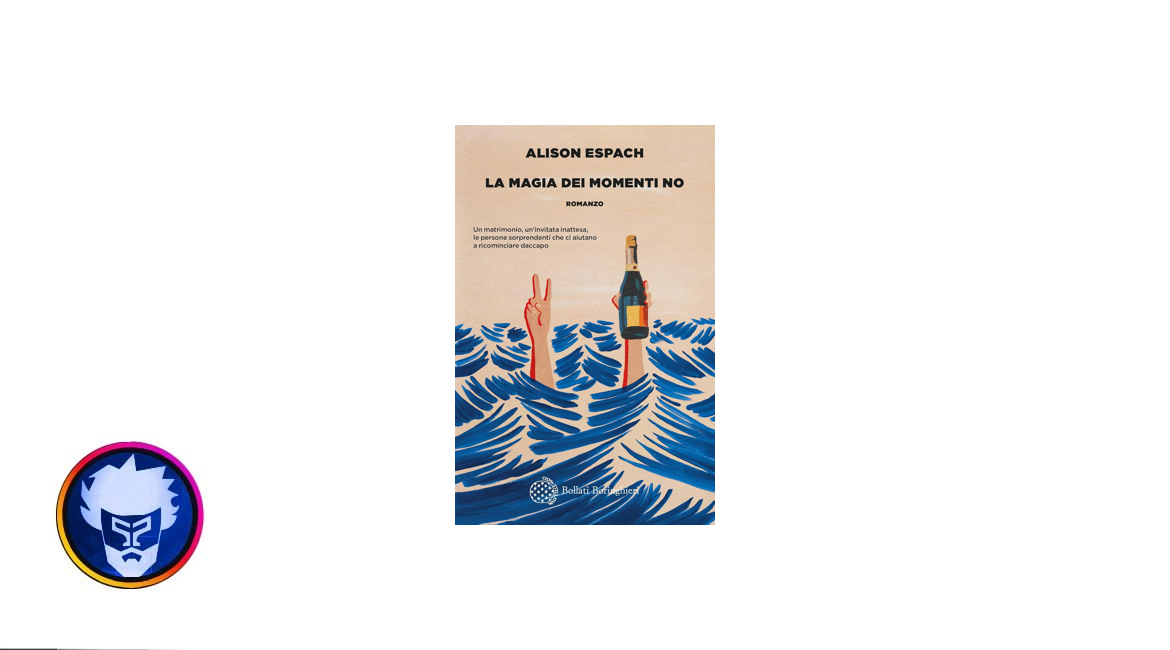 ALISON ESPACH
LA MAGIA DEI MOMENTI NO
ROMANZO
Un matrimonio, un'invitata inattesa,
le persone sorprendenti che ci aiutano
a ricominciare daccapo
Bollati Boringhieri